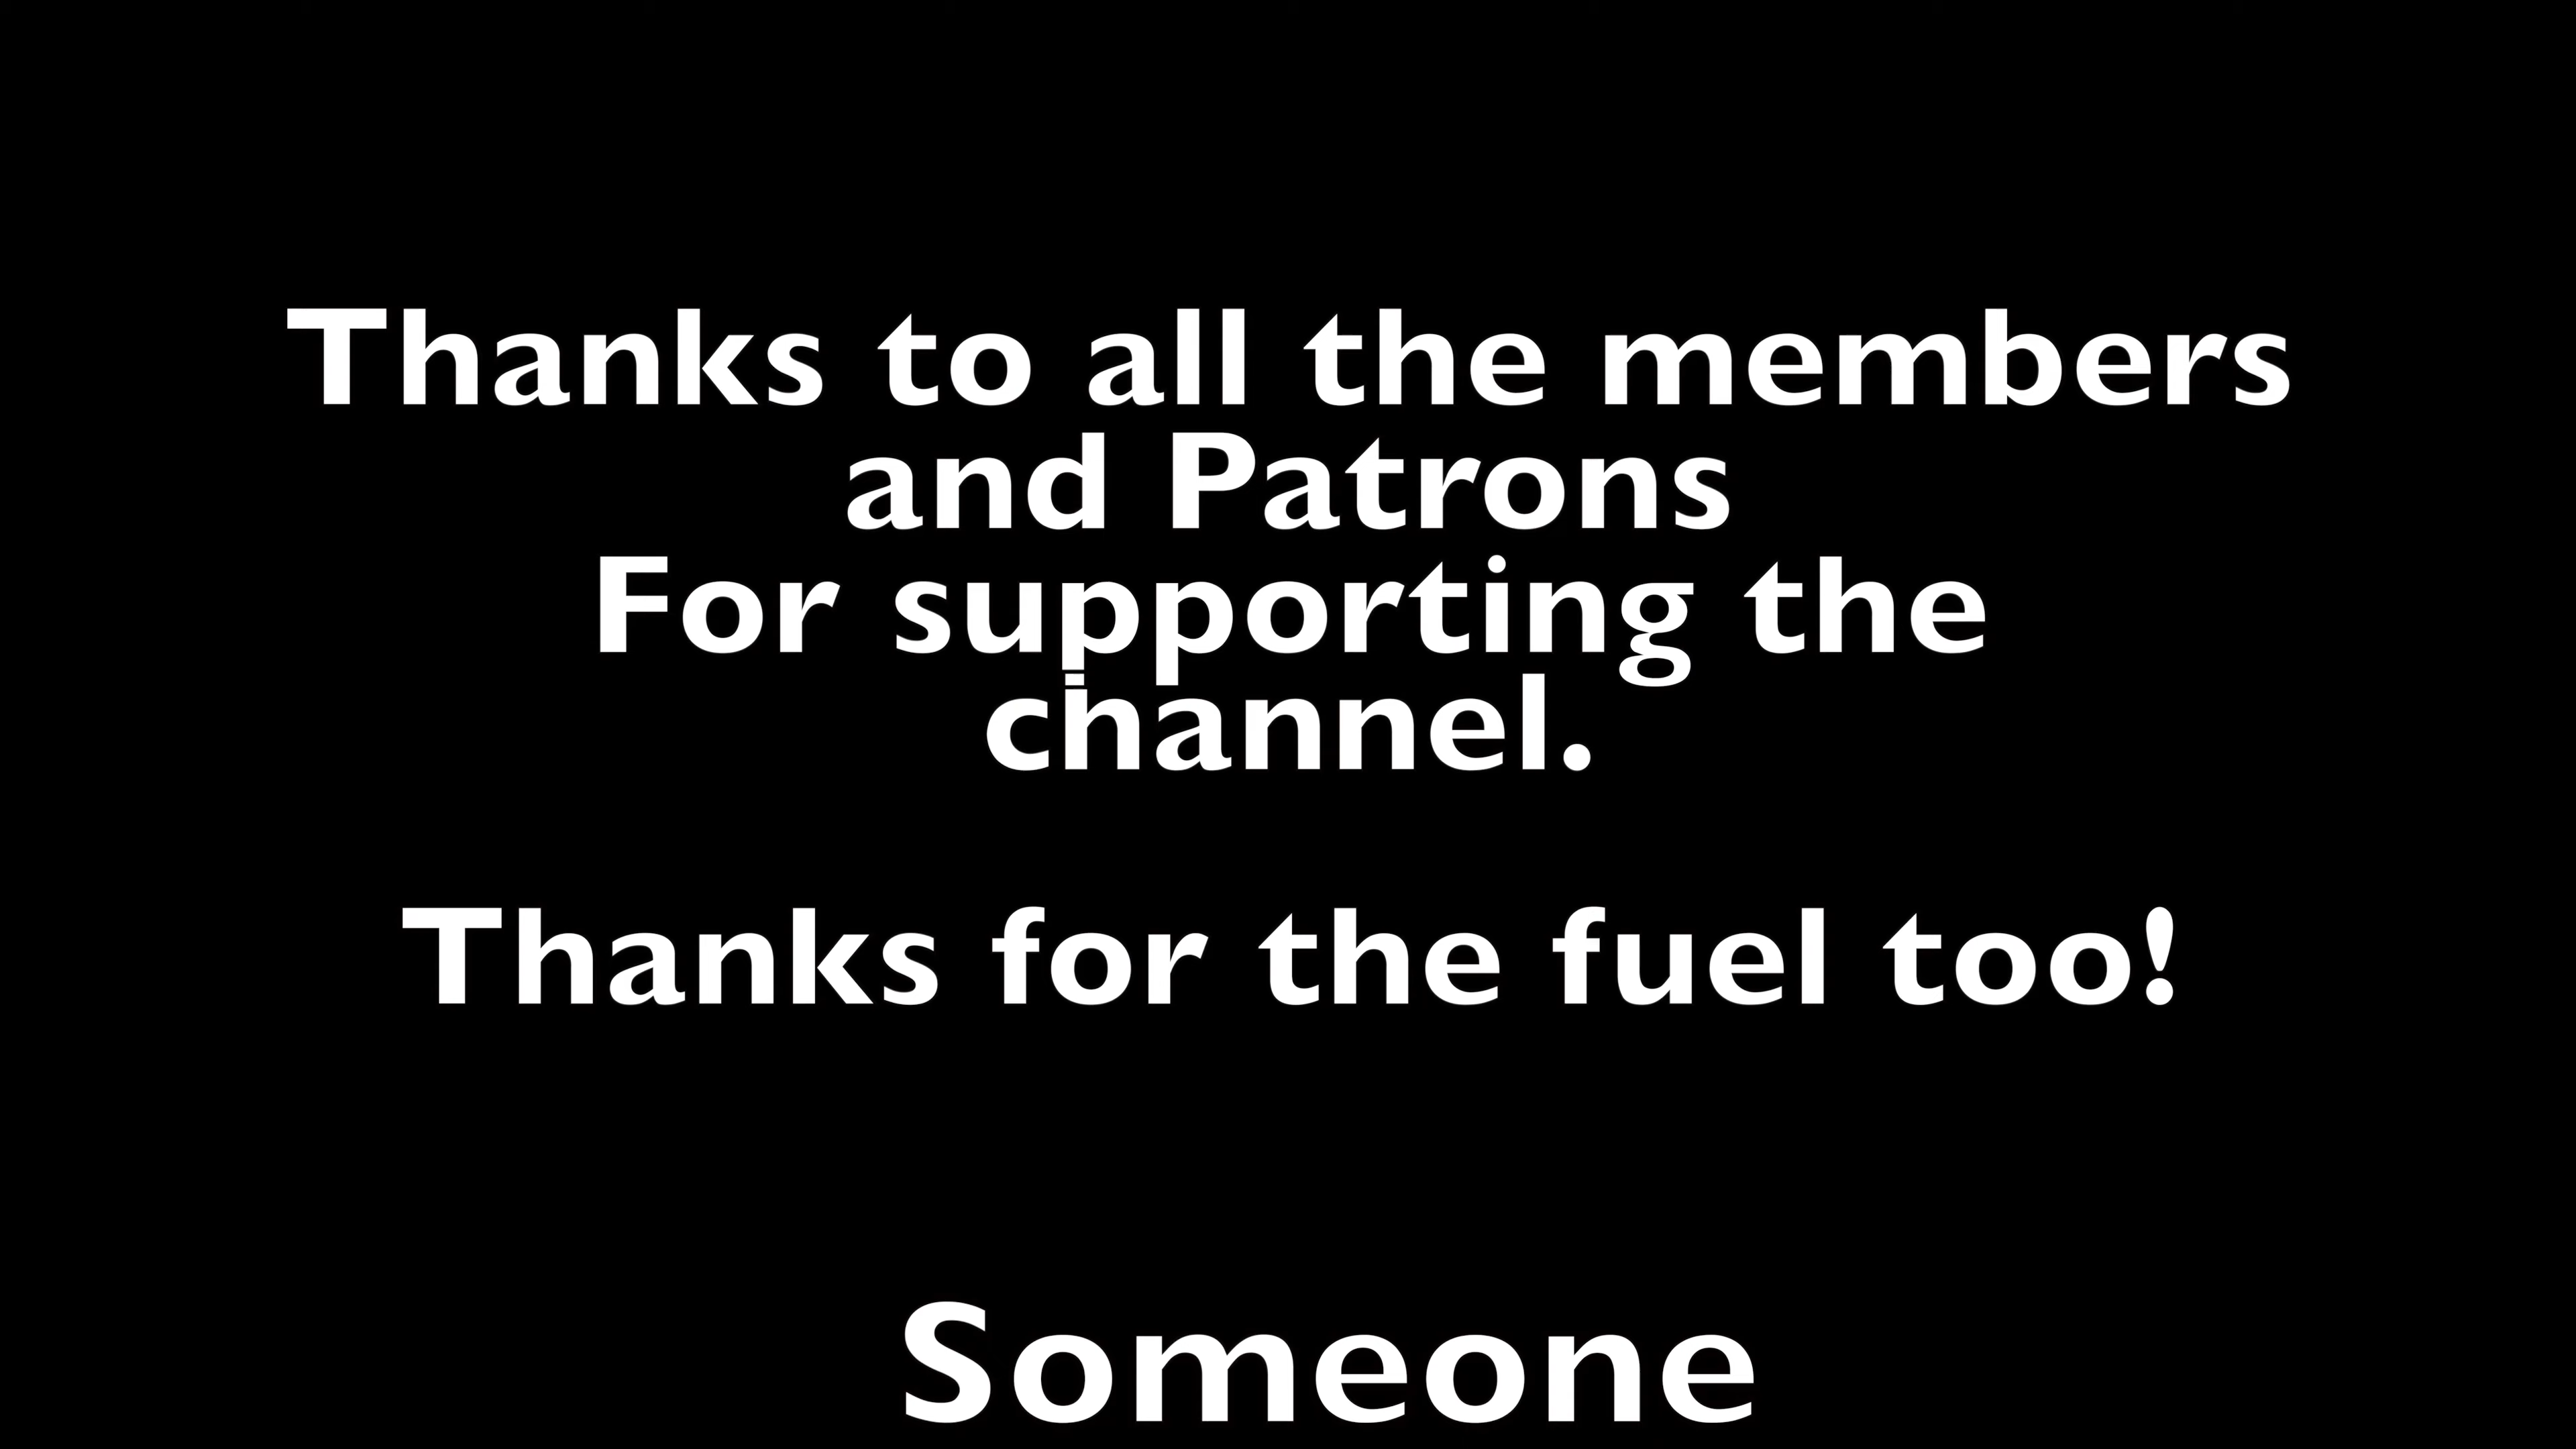 Thanks to all the members
and Patrons
For supporting the
channel.
Thanks for the fuel too!
Someone